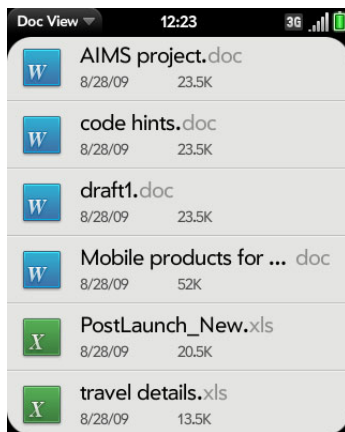 Doc View 12:23 3G
W AIMS project.doc
8/28/09 23.5K
W code hints.doc
8/28/09 23.5K
W draft1.doc
8/28/09 23.5K
W Mobile products for ... doc
8/28/09 52K
X PostLaunch_New.xls
8/28/09 20.5K
X travel details.xls
8/28/09 13.5K